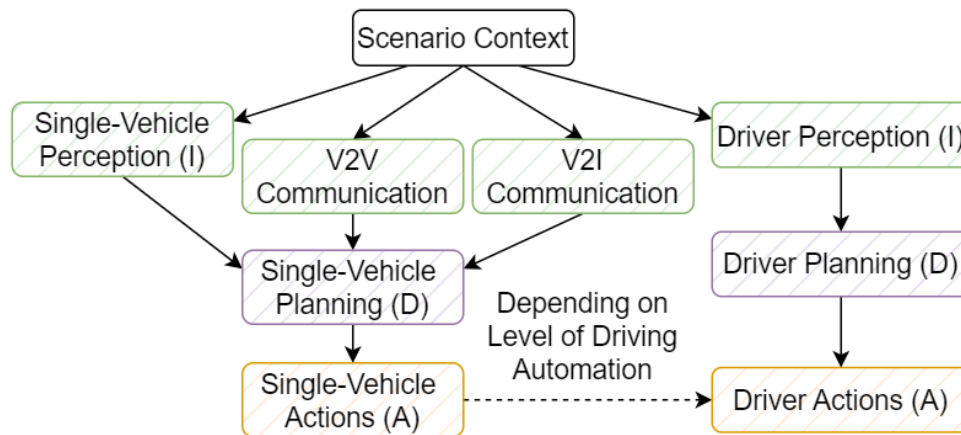 Scenario Context
Single-Vehicle
Perception (I)
V2V
Communication
V2I
Communication
Driver Perception (I)
Single-Vehicle
Planning (D)
Driver Planning (D)
Depending on
Level of Driving
Automation
Single-Vehicle
Actions (A)
Driver Actions (A)